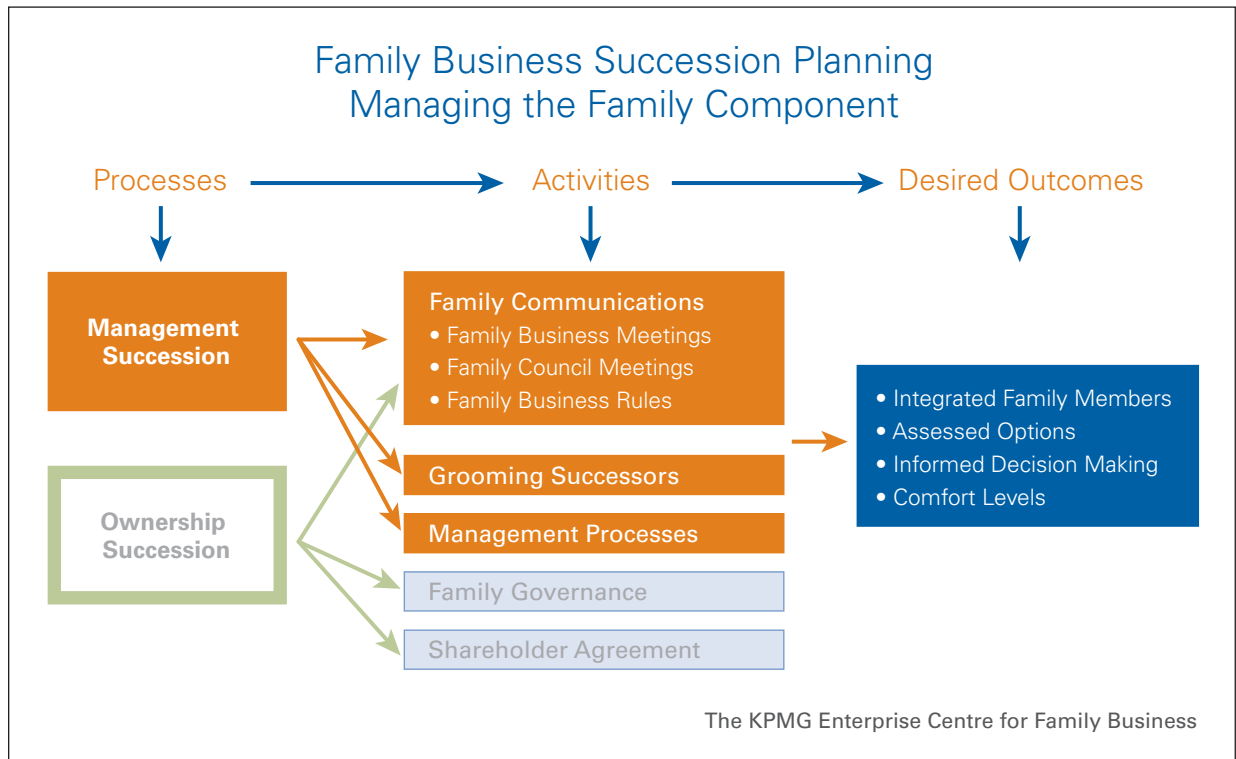 Family Business Succession Planning
Managing the Family Component
Processes
Activities
Desired Outcomes
Management
Succession
Ownership
Succession
Family Communications
• Family Business Meetings
• Family Council Meetings
• Family Business Rules
Grooming Successors
Management Processes
Family Governance
Shareholder Agreement
• Integrated Family Members
• Assessed Options
• Informed Decision Making
• Comfort Levels
The KPMG Enterprise Centre for Family Business